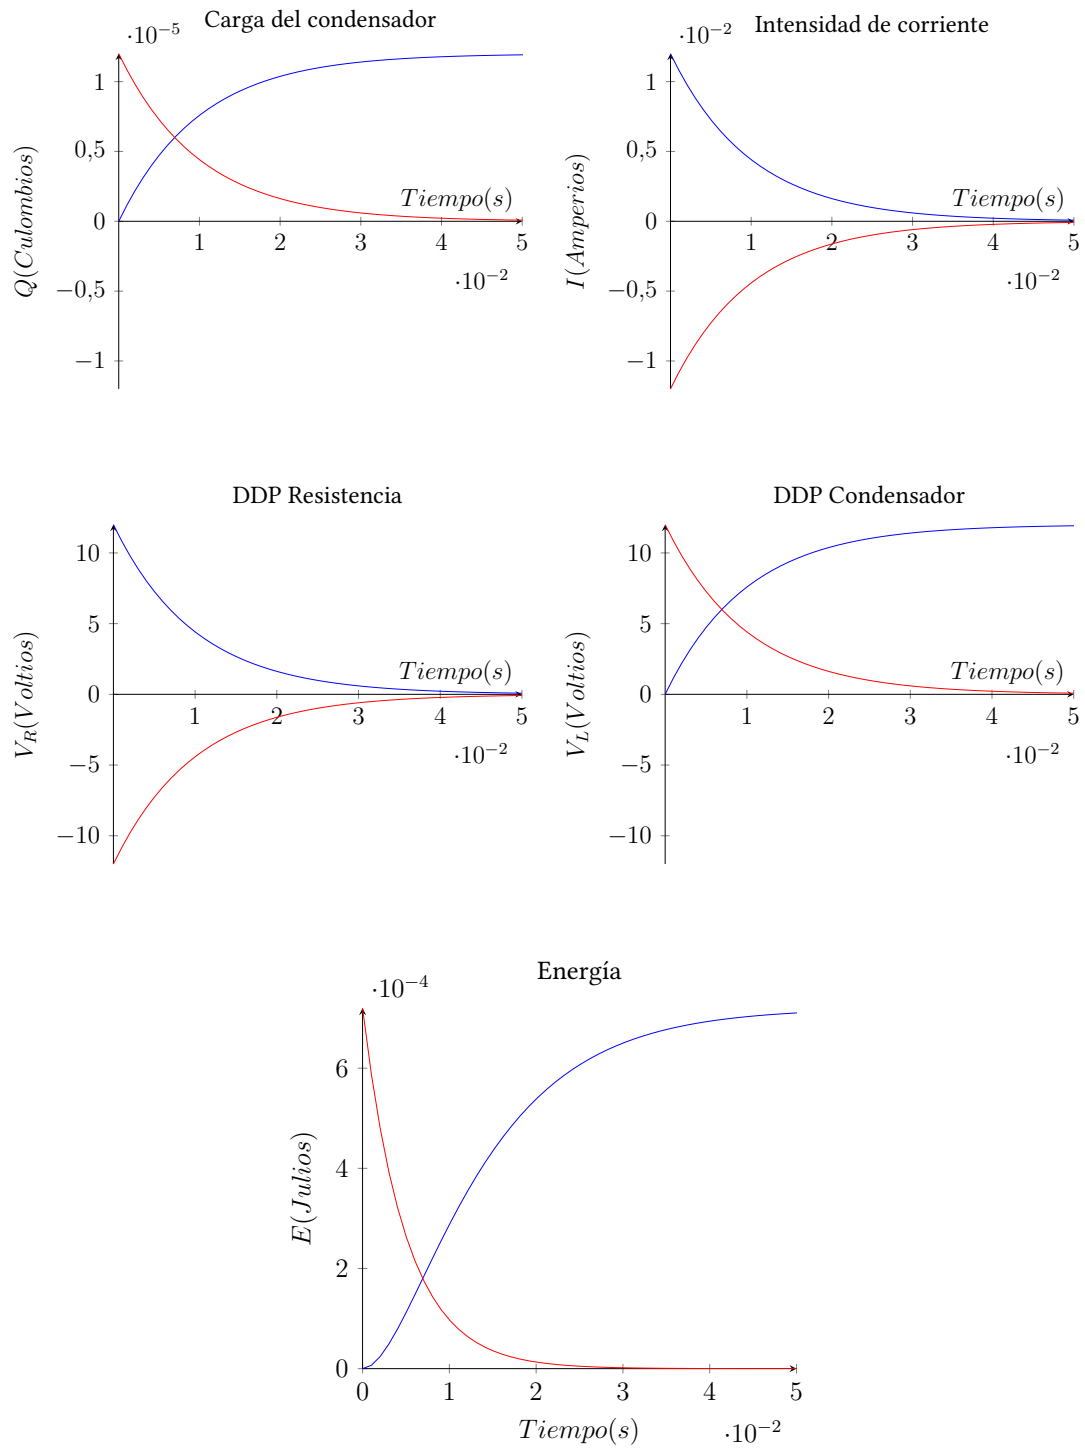 Carga del condensador
·10⁻⁵
1
0,5
0
−0,5
−1
Q(Culombios)
Tiempo(s)
1 2 3 4 5
·10⁻²
Intensidad de corriente
·10⁻²
1
0,5
0
−0,5
−1
I(Amperios)
Tiempo(s)
1 2 3 4 5
·10⁻²
DDP Resistencia
10
5
0
−5
−10
V_R(Voltios)
Tiempo(s)
1 2 3 4 5
·10⁻²
DDP Condensador
10
5
0
−5
−10
V_L(Voltios)
Tiempo(s)
1 2 3 4 5
·10⁻²
Energía
·10⁻⁴
6
4
2
0
E(Julios)
0 1 2 3 4 5
Tiempo(s)
·10⁻²